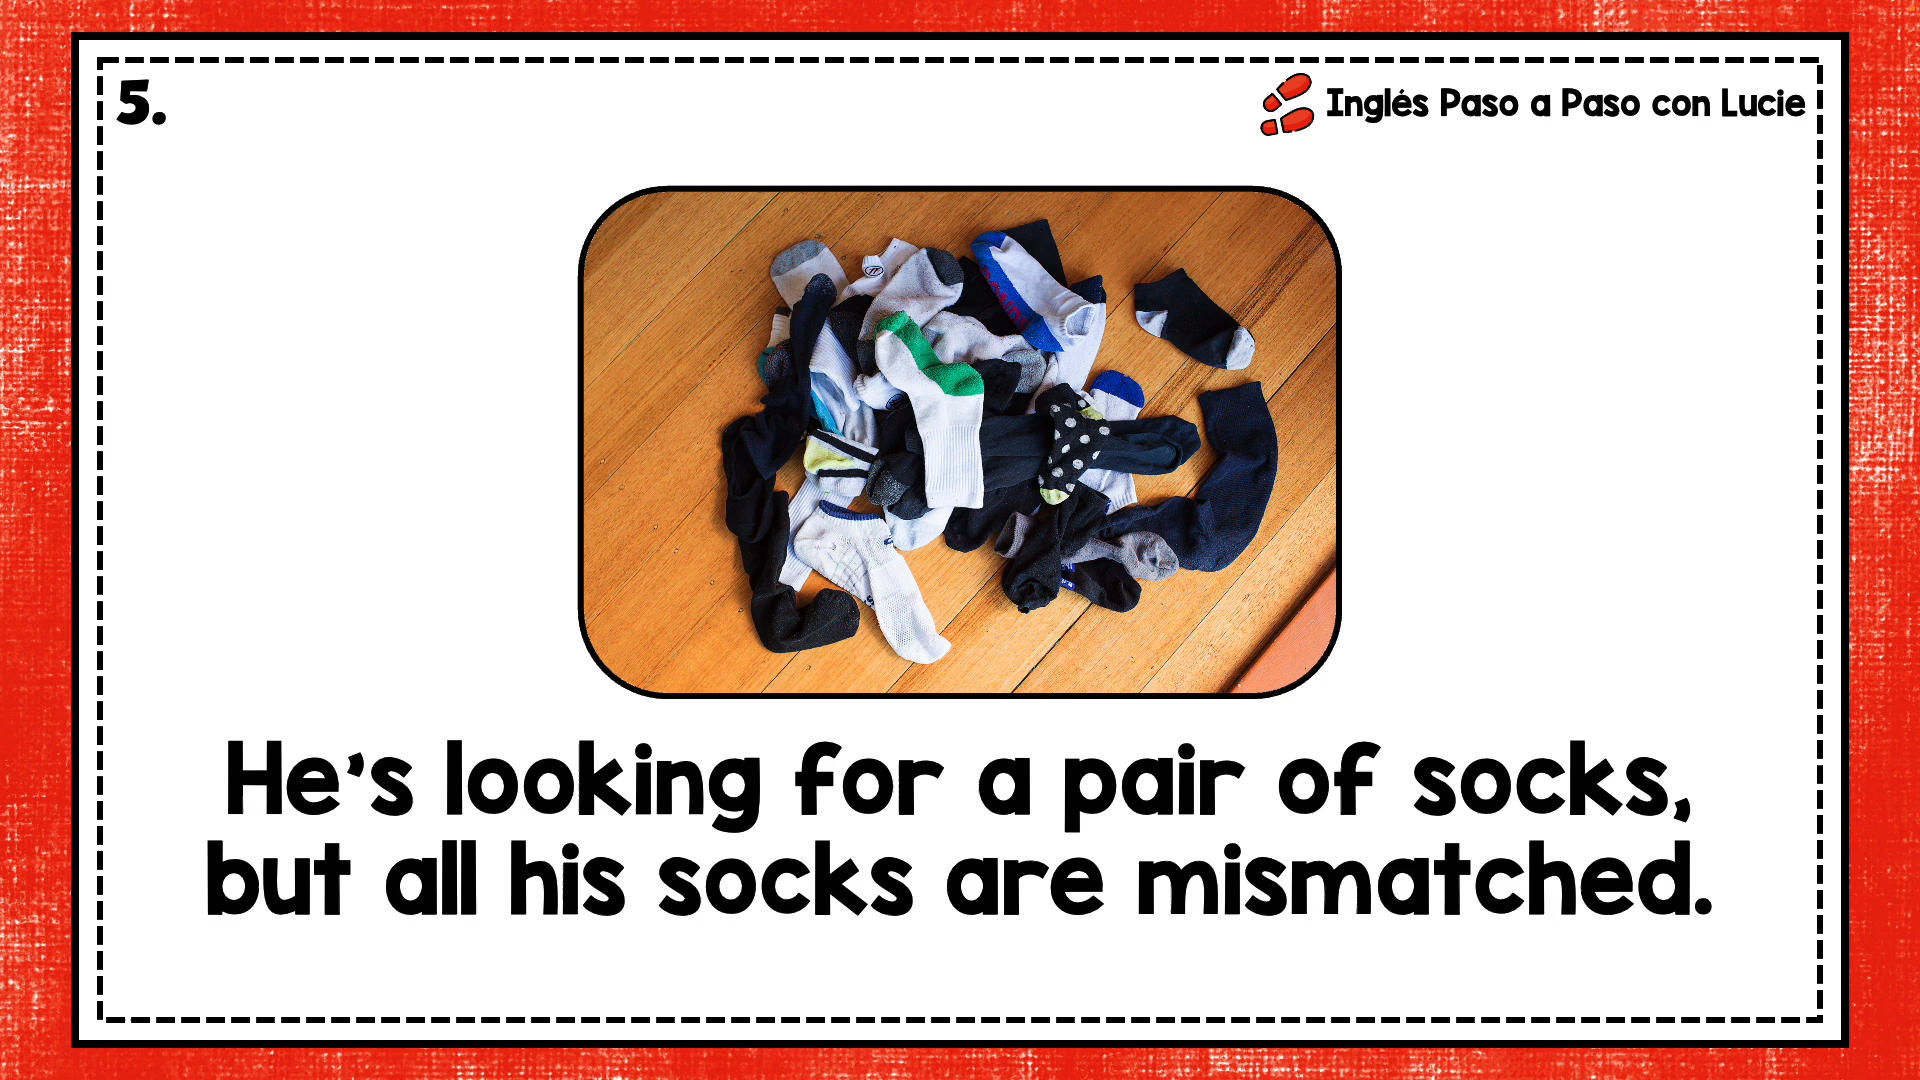 5.
Inglés Paso a Paso con Lucie
He's looking for a pair of socks,
but all his socks are mismatched.